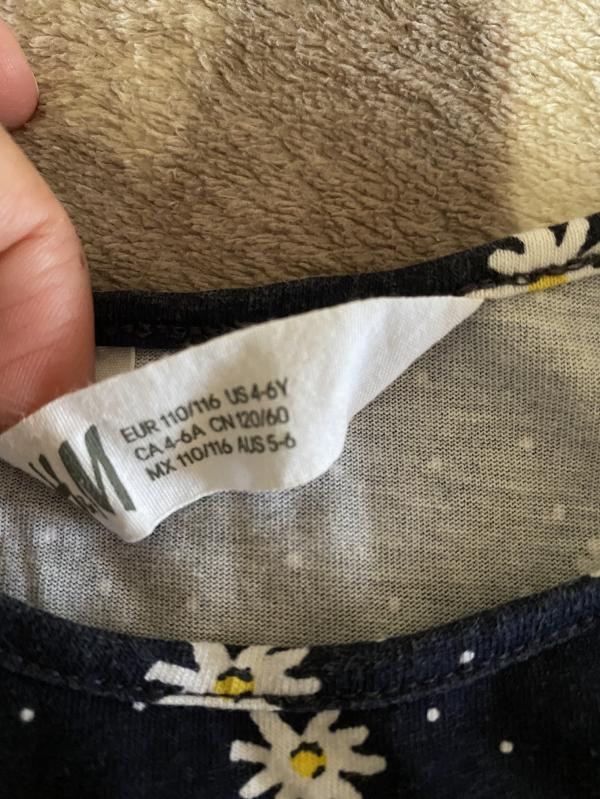 H&M
EUR 110/116 US 4-6Y
CA 4-6A CN 120/60
MX 110/116 AUS 5-6